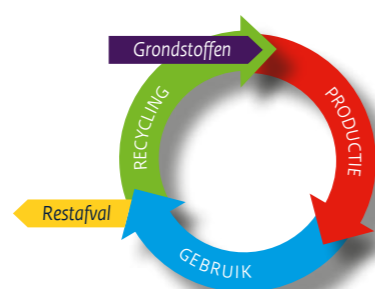 Grondstoffen
PRODUCTIE
RECYCLING
Restafval
GEBRUIK